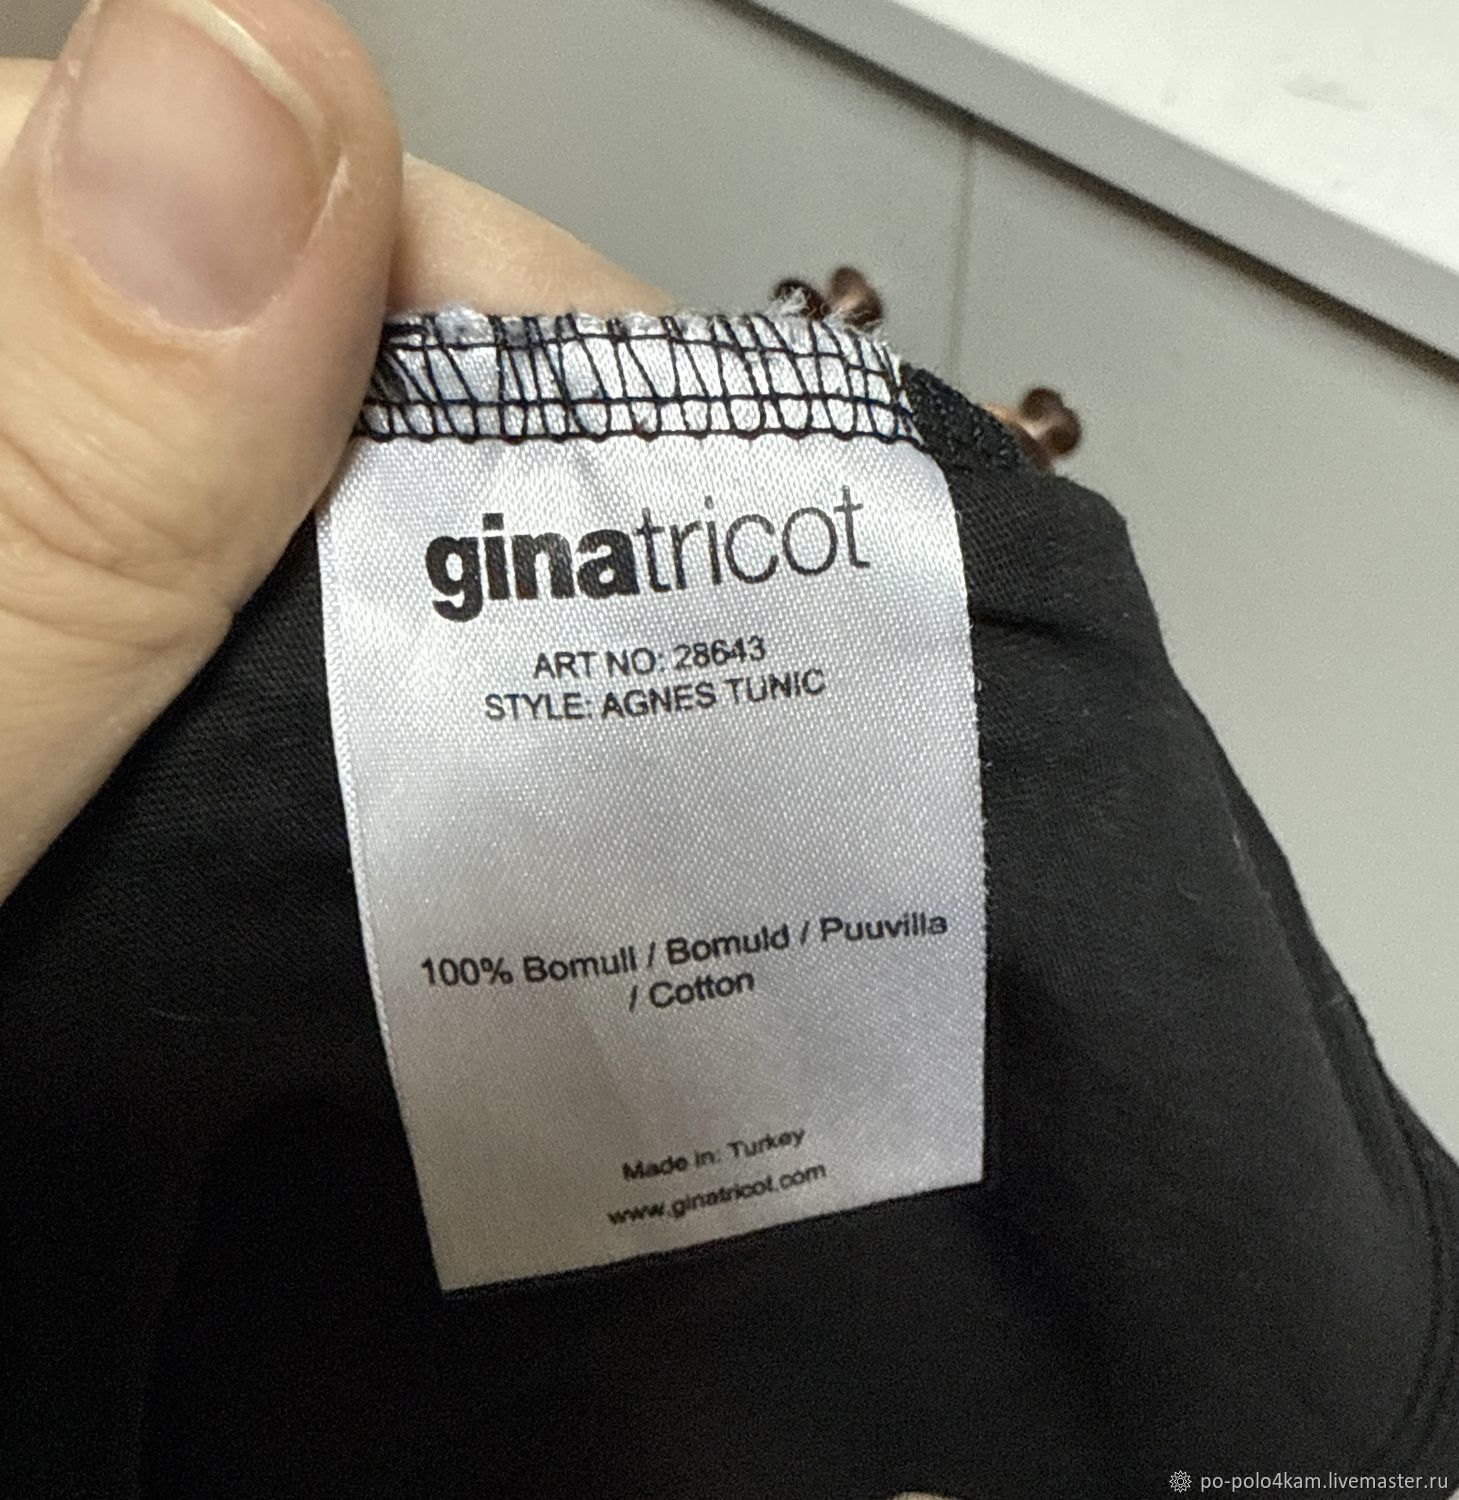 ginatricot
ART NO: 28643
STYLE: AGNES TUNIC
100% Bomull / Bomuld / Puuvilla
/ Cotton
Made in: Turkey
www.ginatricot.com
po-polo4kam.livemaster.ru